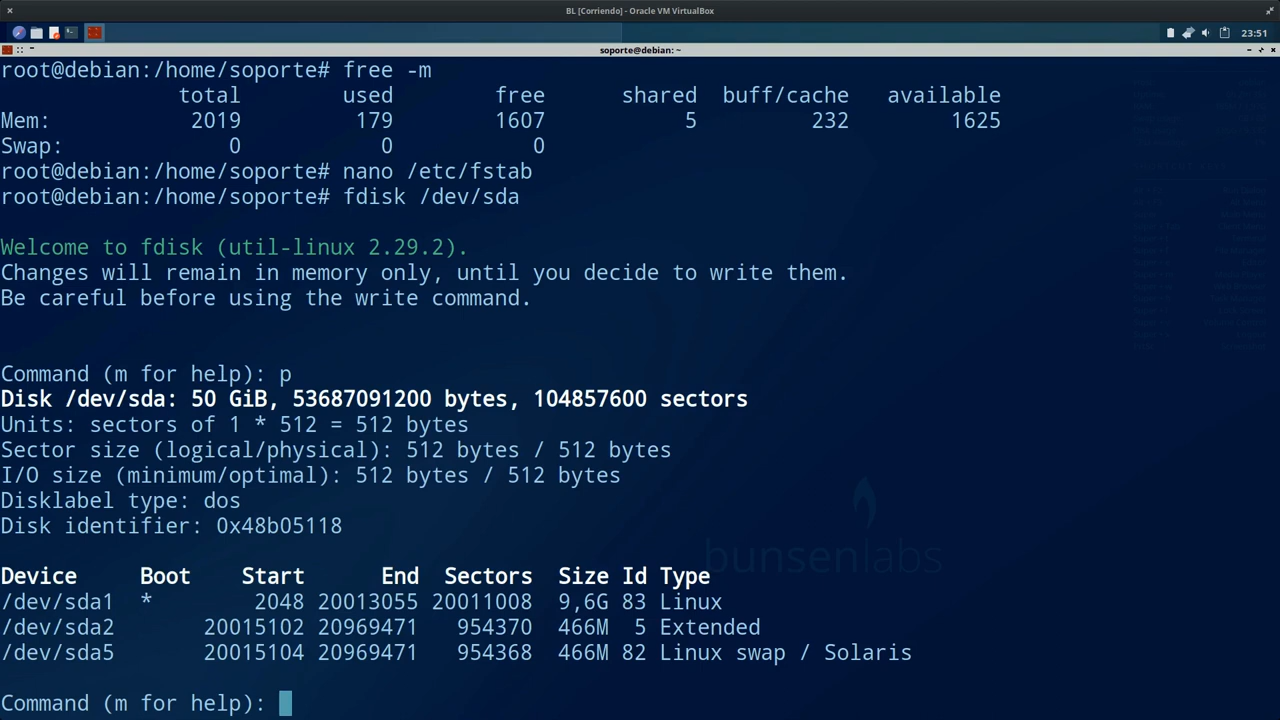 BL [Corriendo] - Oracle VM VirtualBox
23:51
soporte@debian: ~
root@debian:/home/soporte# free -m
total used free shared buff/cache available
Mem: 2019 179 1607 5 232 1625
Swap: 0 0 0
root@debian:/home/soporte# nano /etc/fstab
root@debian:/home/soporte# fdisk /dev/sda
Welcome to fdisk (util-linux 2.29.2).
Changes will remain in memory only, until you decide to write them.
Be careful before using the write command.
Command (m for help): p
Disk /dev/sda: 50 GiB, 53687091200 bytes, 104857600 sectors
Units: sectors of 1 * 512 = 512 bytes
Sector size (logical/physical): 512 bytes / 512 bytes
I/O size (minimum/optimal): 512 bytes / 512 bytes
Disklabel type: dos
Disk identifier: 0x48b05118
bunsenlabs
Device Boot Start End Sectors Size Id Type
/dev/sda1 * 2048 20013055 20011008 9,6G 83 Linux
/dev/sda2 20015102 20969471 954370 466M 5 Extended
/dev/sda5 20015104 20969471 954368 466M 82 Linux swap / Solaris
Command (m for help):